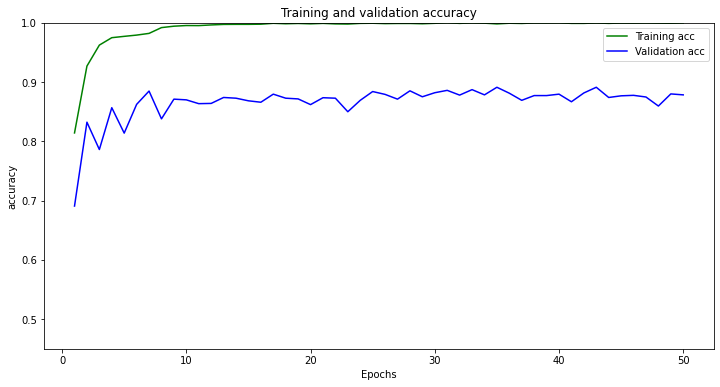 Training and validation accuracy
Training acc
Validation acc
1.0
0.9
0.8
0.7
0.6
0.5
accuracy
0
10
20
30
40
50
Epochs